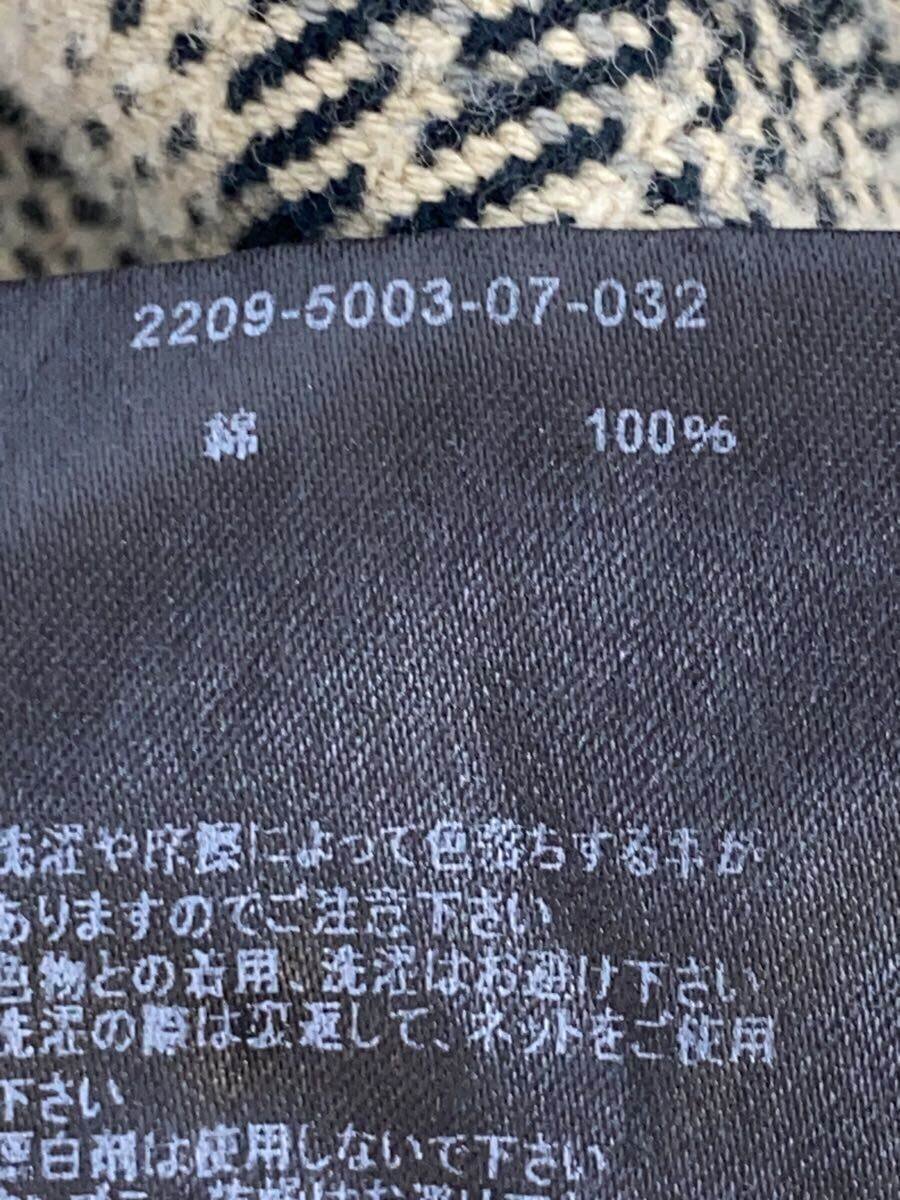 2209-5003-07-032
綿 100%
洗濯や摩擦によって色落ちする事が
ありますのでご注意下さい
色物との着用、洗濯はお避け下さい
洗濯の際は裏返して、ネットをご使用
下さい
漂白剤は使用しないで下さい